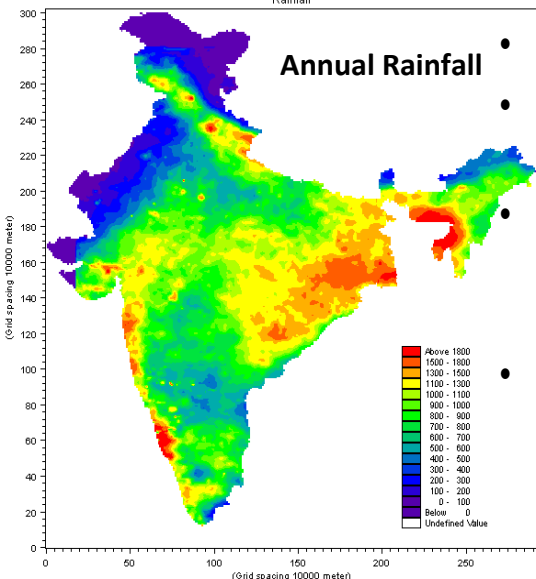 Rainfall
Annual Rainfall
300
280
260
240
220
200
180
160
140
120
100
80
60
40
20
0
(Grid spacing 10000 meter)
0
50
100
150
200
250
(Grid spacing 10000 meter)
Above 1800
1500 - 1800
1300 - 1500
1100 - 1300
1000 - 1100
900 - 1000
800 - 900
700 - 800
600 - 700
500 - 600
400 - 500
300 - 400
200 - 300
100 - 200
0 - 100
Below 0
Undefined Value